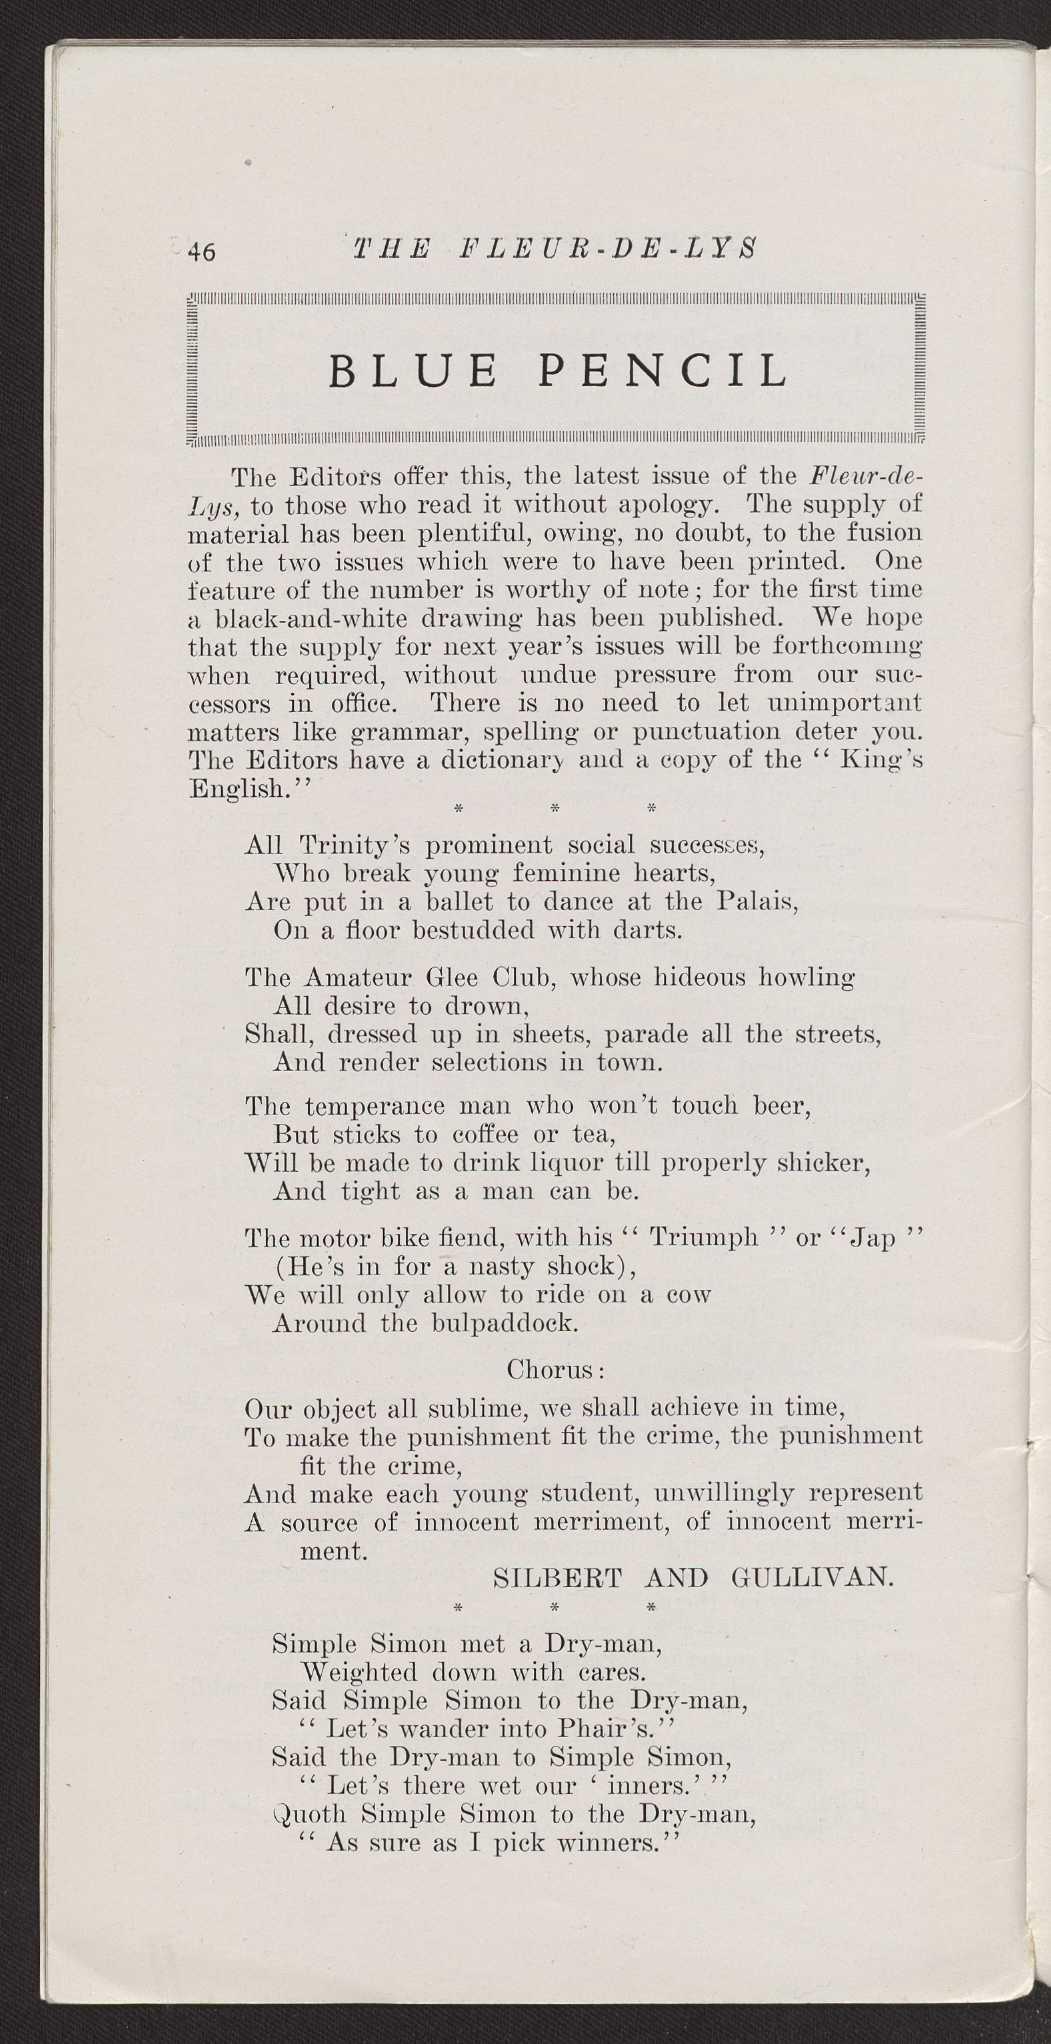 46 THE FLEUR-DE-LYS
BLUE PENCIL
The Editors offer this, the latest issue of the Fleur-de-
Lys, to those who read it without apology. The supply of
material has been plentiful, owing, no doubt, to the fusion
of the two issues which were to have been printed. One
feature of the number is worthy of note; for the first time
a black-and-white drawing has been published. We hope
that the supply for next year's issues will be forthcoming
when required, without undue pressure from our suc-
cessors in office. There is no need to let unimportant
matters like grammar, spelling or punctuation deter you.
The Editors have a dictionary and a copy of the “ King's
English.”
* * *
All Trinity's prominent social successes,
Who break young feminine hearts,
Are put in a ballet to dance at the Palais,
On a floor bestudded with darts.
The Amateur Glee Club, whose hideous howling
All desire to drown,
Shall, dressed up in sheets, parade all the streets,
And render selections in town.
The temperance man who won't touch beer,
But sticks to coffee or tea,
Will be made to drink liquor till properly shicker,
And tight as a man can be.
The motor bike fiend, with his “ Triumph ” or “Jap ”
(He's in for a nasty shock),
We will only allow to ride on a cow
Around the bulpaddock.
Chorus:
Our object all sublime, we shall achieve in time,
To make the punishment fit the crime, the punishment
fit the crime,
And make each young student, unwillingly represent
A source of innocent merriment, of innocent merri-
ment.
SILBERT AND GULLIVAN.
* * *
Simple Simon met a Dry-man,
Weighted down with cares.
Said Simple Simon to the Dry-man,
“ Let's wander into Phair's.”
Said the Dry-man to Simple Simon,
“ Let's there wet our ‘ inners.’ ”
Quoth Simple Simon to the Dry-man,
“ As sure as I pick winners.”